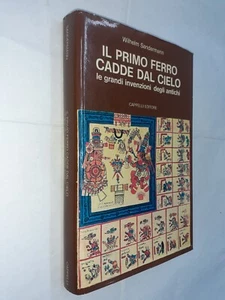 Wilhelm Sandermann
IL PRIMO FERRO
CADDE DAL CIELO
le grandi invenzioni degli antichi
CAPPELLI EDITORE